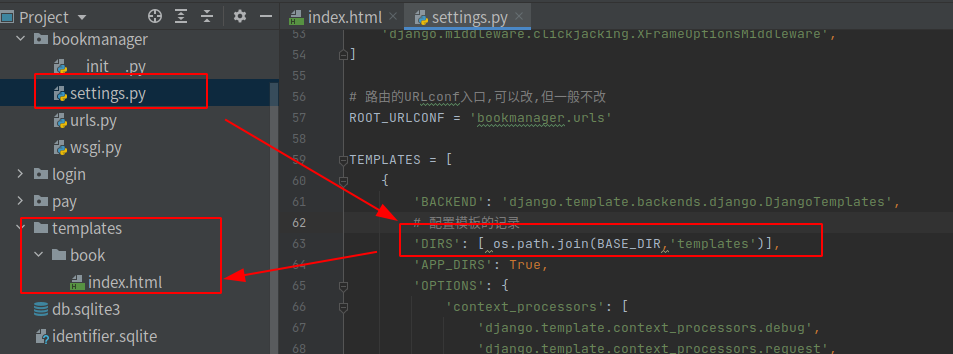 Project
bookmanager
__init__.py
settings.py
urls.py
wsgi.py
login
pay
templates
book
index.html
db.sqlite3
identifier.sqlite
index.html
settings.py
53 'django.middleware.clickjacking.XFrameOptionsMiddleware',
54 ]
55
56 # 路由的URLconf入口,可以改,但一般不改
57 ROOT_URLCONF = 'bookmanager.urls'
58
59 TEMPLATES = [
60 {
61 'BACKEND': 'django.template.backends.django.DjangoTemplates',
62 # 配置模板的记录
63 'DIRS': [ os.path.join(BASE_DIR,'templates')],
64 'APP_DIRS': True,
65 'OPTIONS': {
66 'context_processors': [
67 'django.template.context_processors.debug',
68 'django.template.context_processors.request',